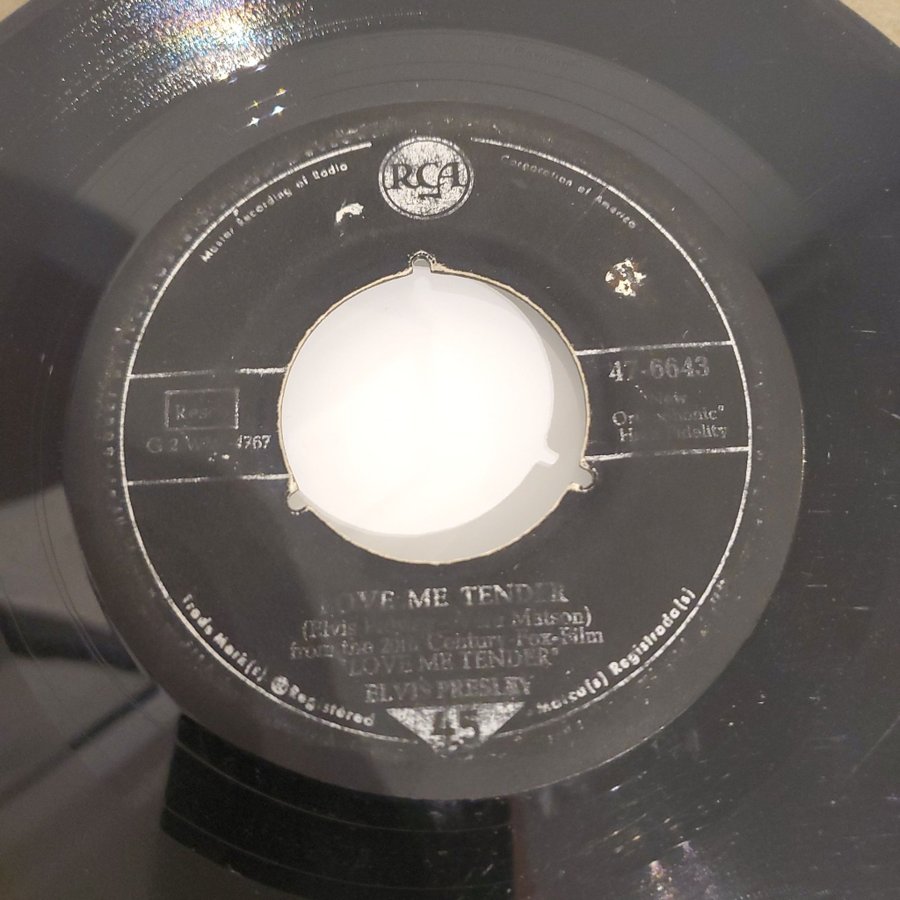 Master Recording of Radio
RCA
Corporation of America
47-6643
"New
Orthophonic"
High Fidelity
4767
LOVE ME TENDER
(Elvis Matson)
from the 20th Century Fox-Film
"LOVE ME TENDER"
ELVIS PRESLEY
45
Trade Mark(s) Registered
Marca(s) Registrada(s)